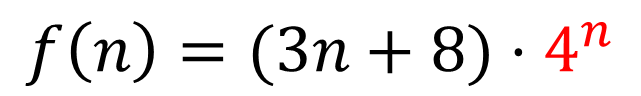 f(n) = (3n + 8) · 4ⁿ